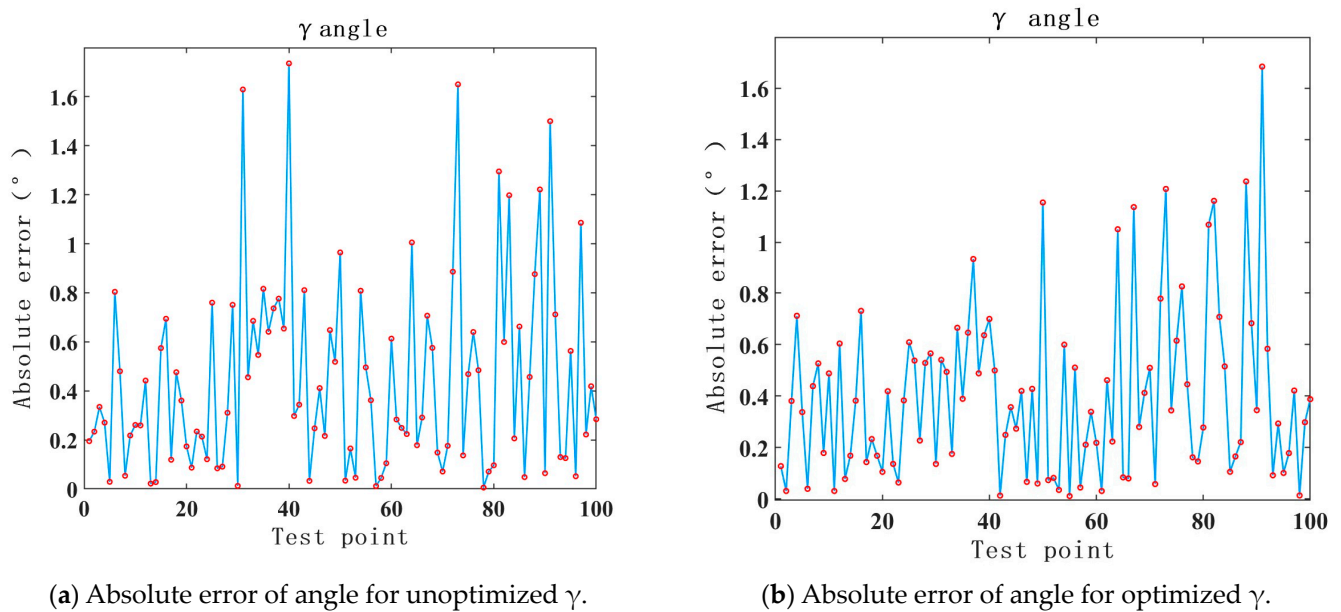 γ angle
1.6
1.4
1.2
1
0.8
0.6
0.4
0.2
0
Absolute error(°)
0 20 40 60 80 100
Test point
(a) Absolute error of angle for unoptimized γ.
γ angle
1.6
1.4
1.2
1
0.8
0.6
0.4
0.2
0
Absolute error(°)
0 20 40 60 80 100
Test point
(b) Absolute error of angle for optimized γ.